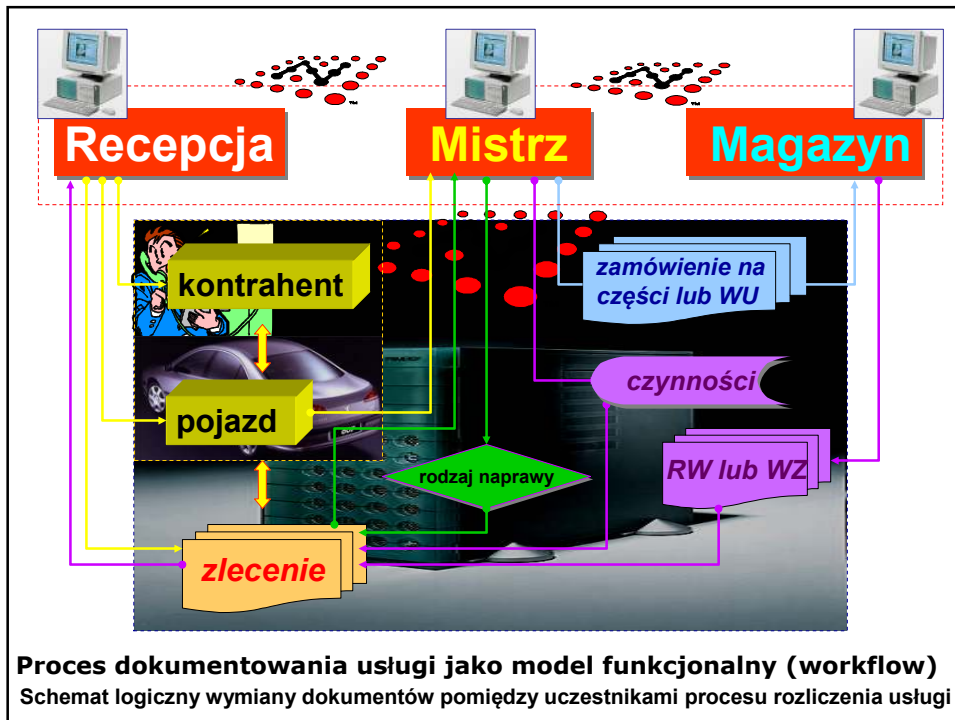 Recepcja
Mistrz
Magazyn
kontrahent
zamówienie na
części lub WU
czynności
pojazd
rodzaj naprawy
RW lub WZ
zlecenie
Proces dokumentowania usługi jako model funkcjonalny (workflow)
Schemat logiczny wymiany dokumentów pomiędzy uczestnikami procesu rozliczenia usługi